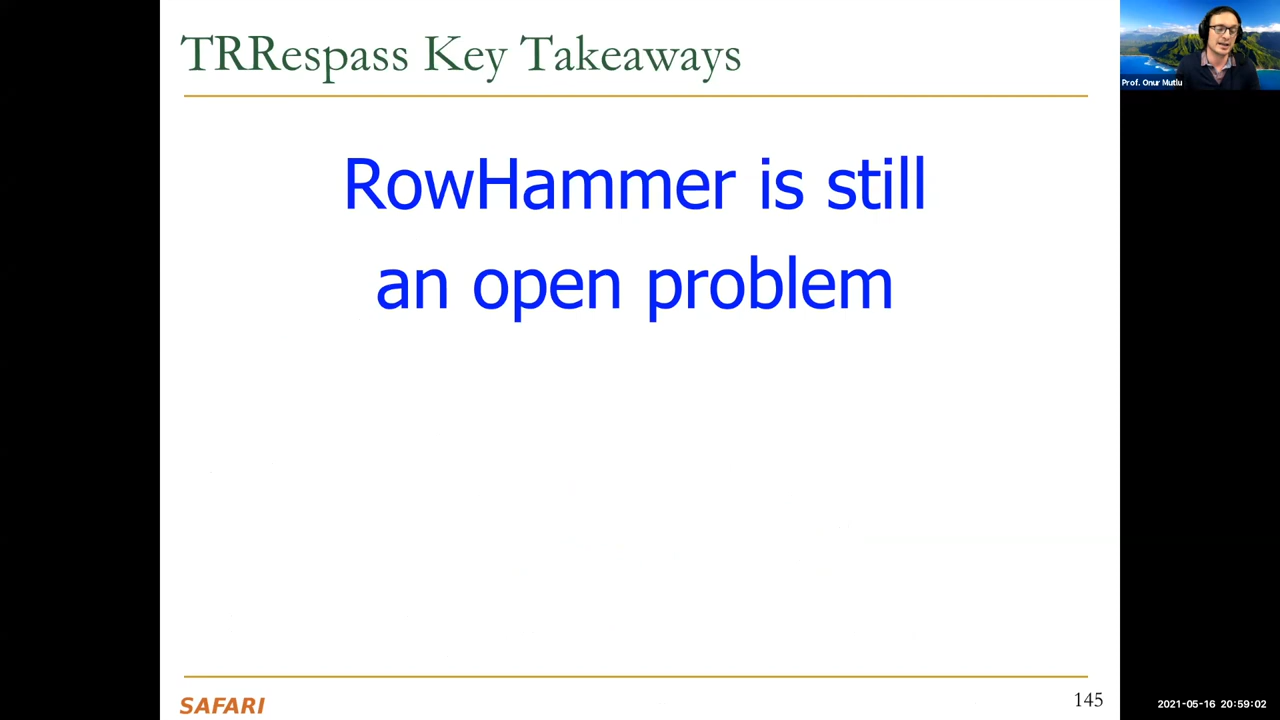 TRRespass Key Takeaways
Prof. Onur Mutlu
RowHammer is still
an open problem
SAFARI
145
2021-05-16 20:59:02